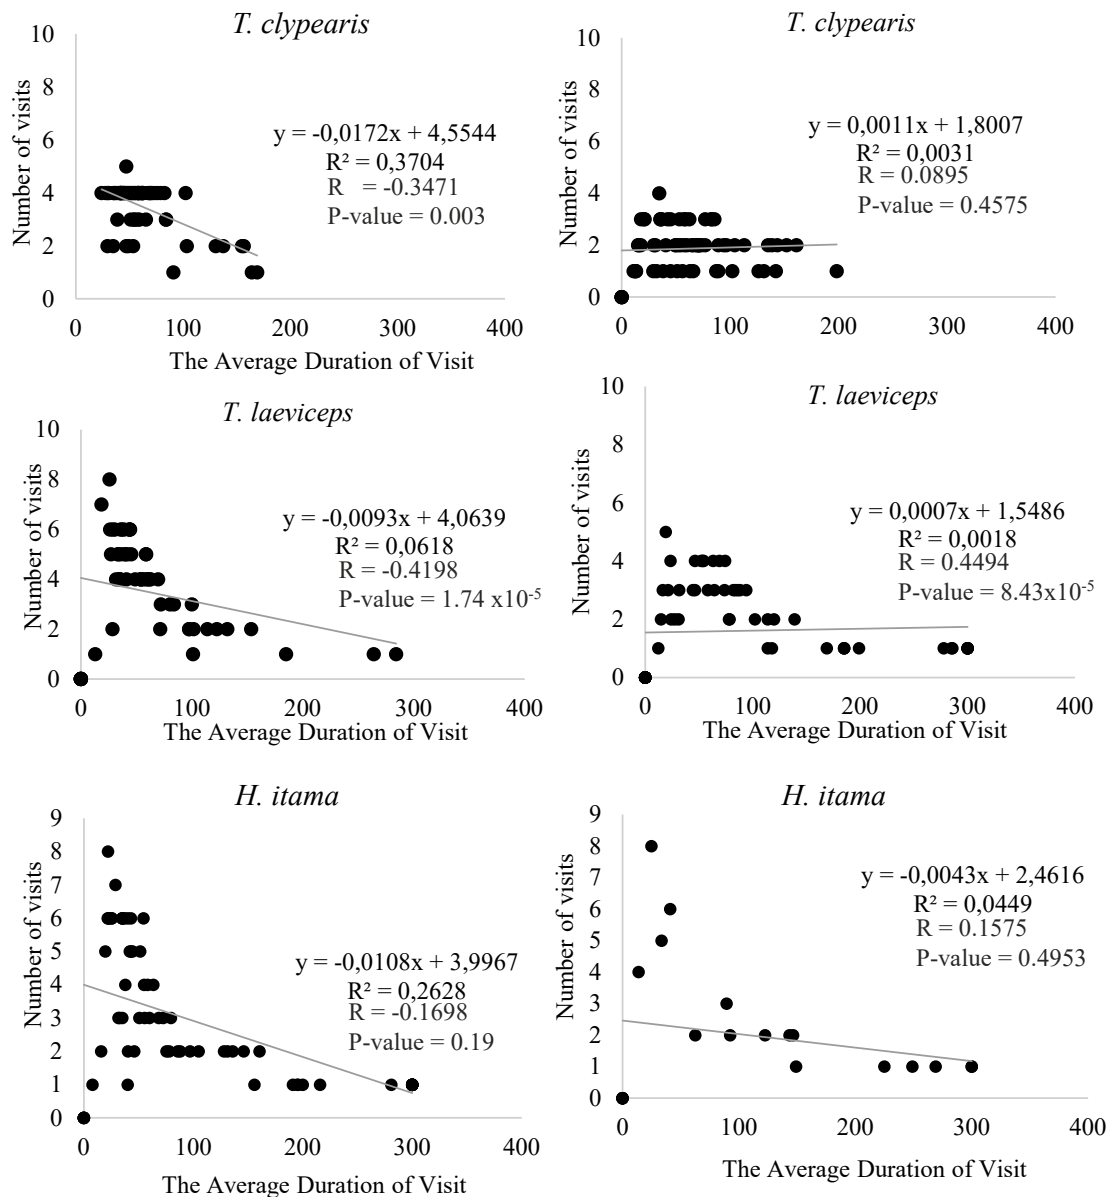 T. clypearis
10
8
6
4
2
0
Number of visits
y = -0,0172x + 4,5544
R² = 0,3704
R = -0.3471
P-value = 0.003
0 100 200 300 400
The Average Duration of Visit
T. clypearis
10
8
6
4
2
0
Number of visits
y = 0,0011x + 1,8007
R² = 0,0031
R = 0.0895
P-value = 0.4575
0 100 200 300 400
T. laeviceps
10
8
6
4
2
0
Number of visits
y = -0,0093x + 4,0639
R² = 0,0618
R = -0.4198
P-value = 1.74 x10⁻⁵
0 100 200 300 400
The Average Duration of Visit
T. laeviceps
10
8
6
4
2
0
Number of visits
y = 0,0007x + 1,5486
R² = 0,0018
R = 0.4494
P-value = 8.43x10⁻⁵
0 100 200 300 400
The Average Duration of Visit
H. itama
9
8
7
6
5
4
3
2
1
0
Number of visits
y = -0,0108x + 3,9967
R² = 0,2628
R = -0.1698
P-value = 0.19
0 100 200 300 400
The Average Duration of Visit
H. itama
9
8
7
6
5
4
3
2
1
0
Number of visits
y = -0,0043x + 2,4616
R² = 0,0449
R = 0.1575
P-value = 0.4953
0 100 200 300 400
The Average Duration of Visit